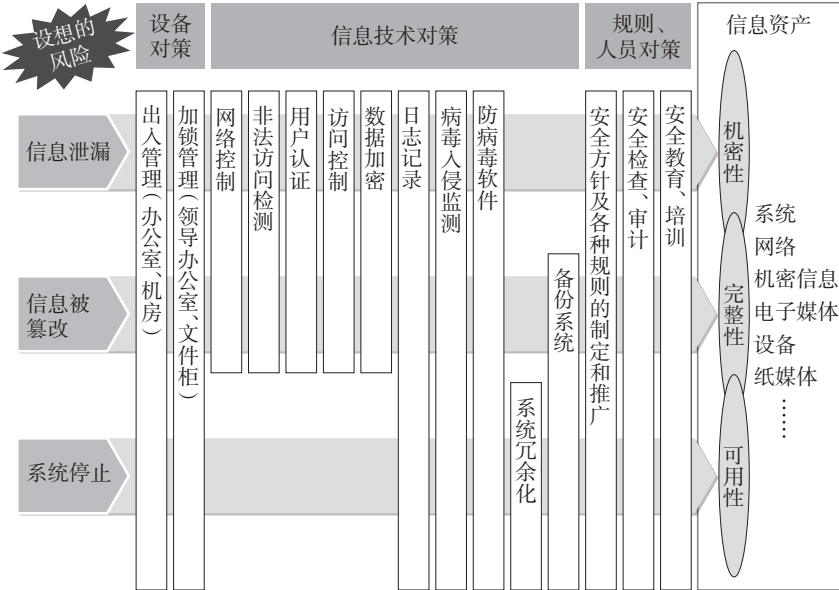 设想的
风险
设备
对策
信息技术对策
规则、
人员对策
信息资产
信息泄漏
信息被
篡改
系统停止
出入管理（办公室、机房）
加锁管理（领导办公室、文件柜）
网络控制
非法访问检测
用户认证
访问控制
数据加密
日志记录
病毒入侵监测
防病毒软件
系统冗余化
备份系统
安全方针及各种规则的制定和推广
安全检查、审计
安全教育、培训
机密性
完整性
可用性
系统
网络
机密信息
电子媒体
设备
纸媒体
……